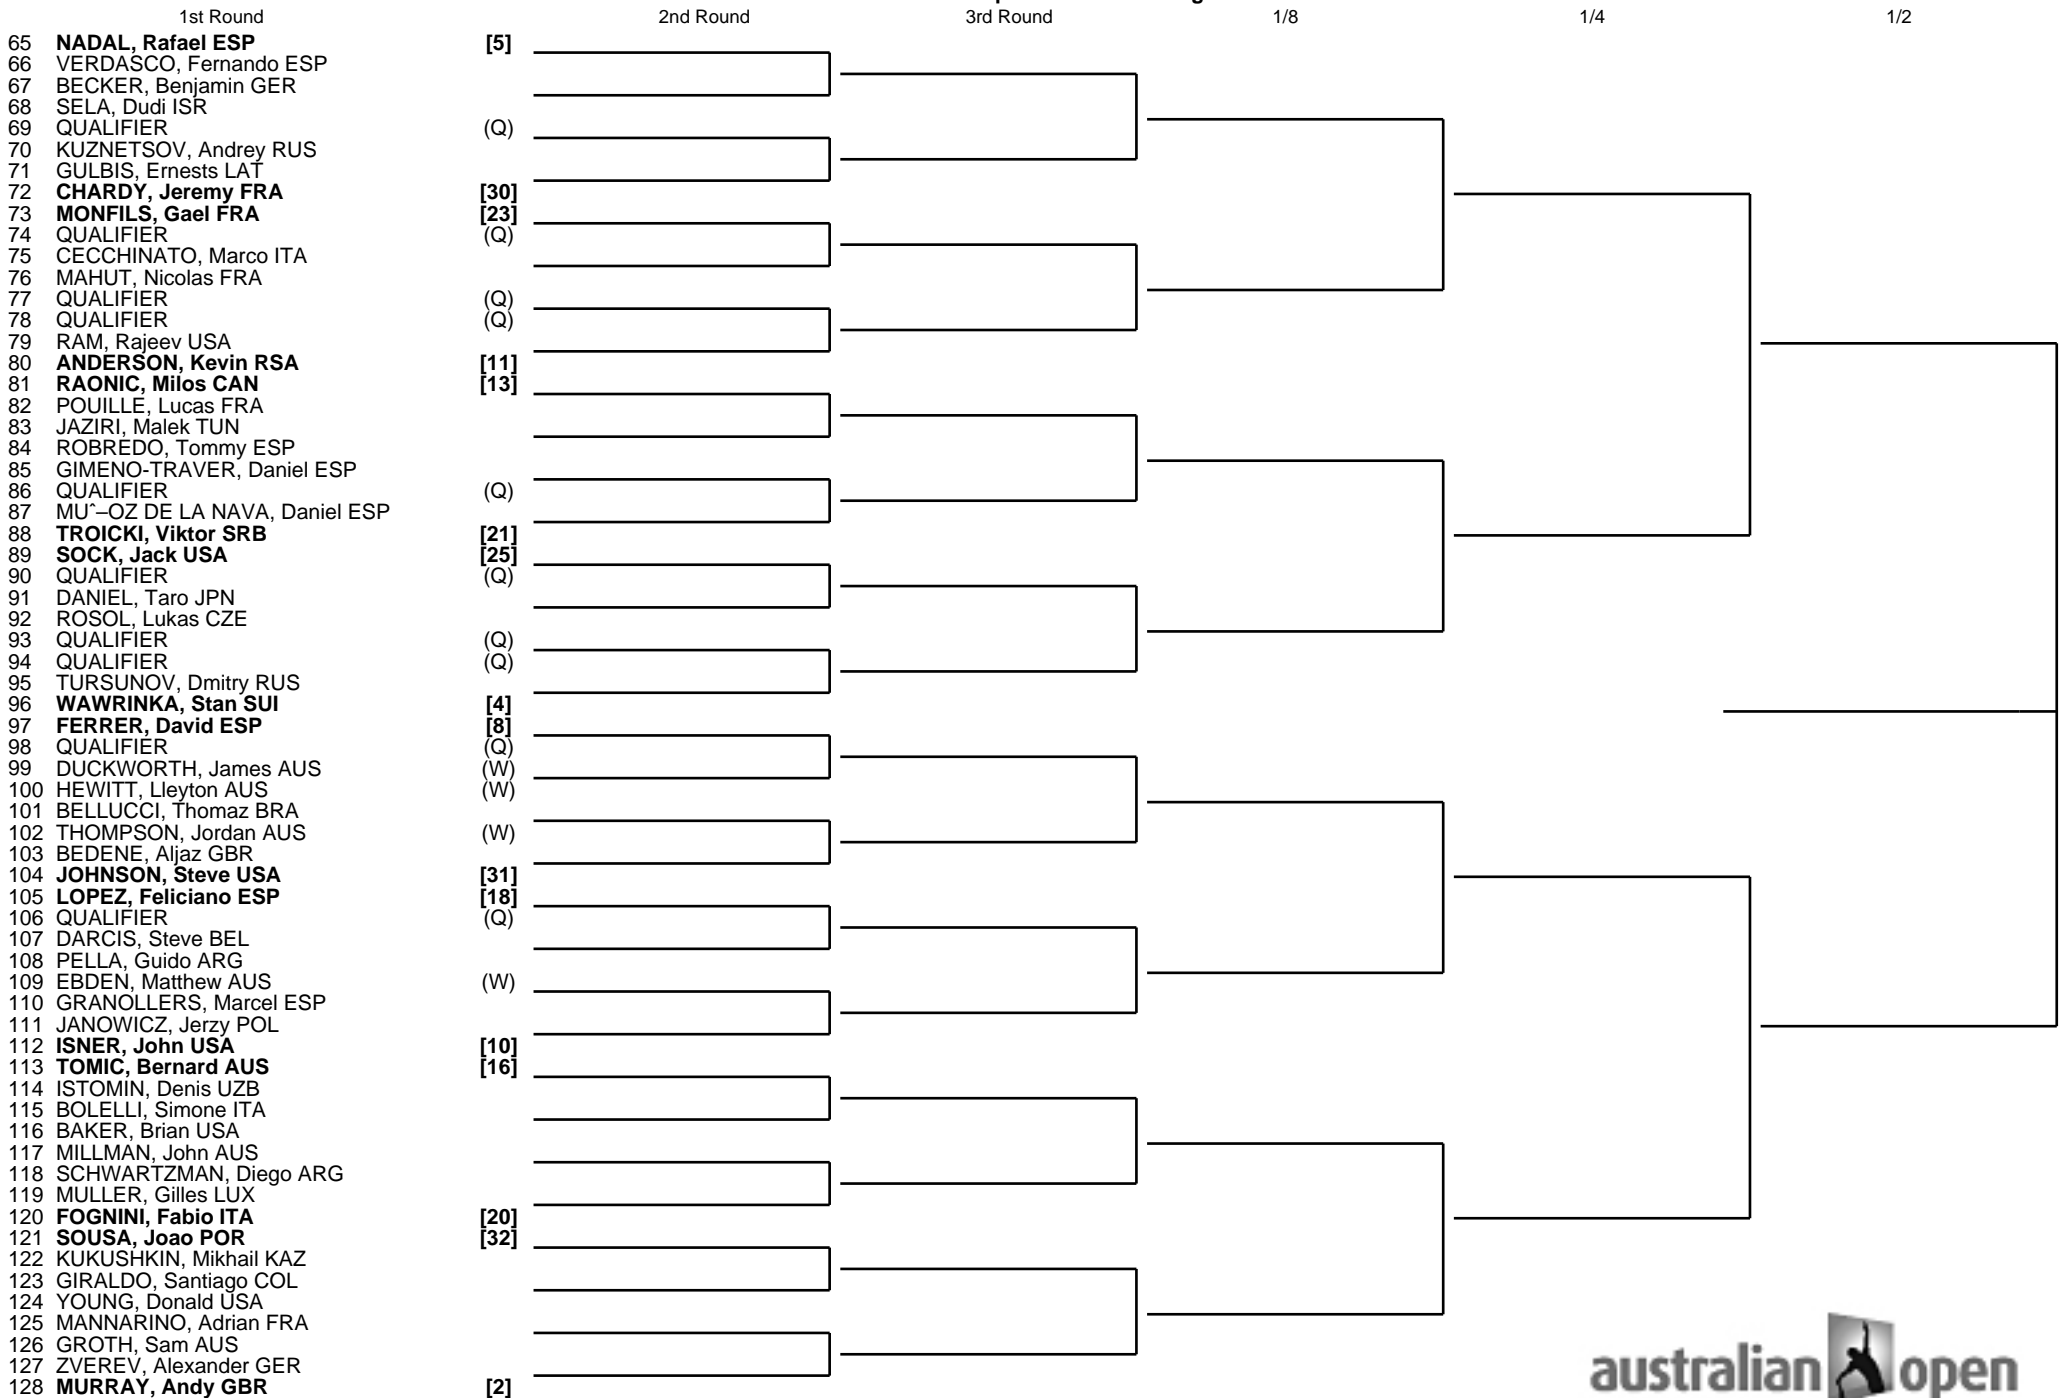 1st Round 2nd Round 3rd Round 1/8 1/4 1/2
65 NADAL, Rafael ESP [5]
66 VERDASCO, Fernando ESP
67 BECKER, Benjamin GER
68 SELA, Dudi ISR
69 QUALIFIER (Q)
70 KUZNETSOV, Andrey RUS
71 GULBIS, Ernests LAT
72 CHARDY, Jeremy FRA [30]
73 MONFILS, Gael FRA [23]
74 QUALIFIER (Q)
75 CECCHINATO, Marco ITA
76 MAHUT, Nicolas FRA
77 QUALIFIER (Q)
78 QUALIFIER (Q)
79 RAM, Rajeev USA
80 ANDERSON, Kevin RSA [11]
81 RAONIC, Milos CAN [13]
82 POUILLE, Lucas FRA
83 JAZIRI, Malek TUN
84 ROBREDO, Tommy ESP
85 GIMENO-TRAVER, Daniel ESP
86 QUALIFIER (Q)
87 MUˆ–OZ DE LA NAVA, Daniel ESP
88 TROICKI, Viktor SRB [21]
89 SOCK, Jack USA [25]
90 QUALIFIER (Q)
91 DANIEL, Taro JPN
92 ROSOL, Lukas CZE
93 QUALIFIER (Q)
94 QUALIFIER (Q)
95 TURSUNOV, Dmitry RUS
96 WAWRINKA, Stan SUI [4]
97 FERRER, David ESP [8]
98 QUALIFIER (Q)
99 DUCKWORTH, James AUS (W)
100 HEWITT, Lleyton AUS (W)
101 BELLUCCI, Thomaz BRA
102 THOMPSON, Jordan AUS (W)
103 BEDENE, Aljaz GBR
104 JOHNSON, Steve USA [31]
105 LOPEZ, Feliciano ESP [18]
106 QUALIFIER (Q)
107 DARCIS, Steve BEL
108 PELLA, Guido ARG
109 EBDEN, Matthew AUS (W)
110 GRANOLLERS, Marcel ESP
111 JANOWICZ, Jerzy POL
112 ISNER, John USA [10]
113 TOMIC, Bernard AUS [16]
114 ISTOMIN, Denis UZB
115 BOLELLI, Simone ITA
116 BAKER, Brian USA
117 MILLMAN, John AUS
118 SCHWARTZMAN, Diego ARG
119 MULLER, Gilles LUX
120 FOGNINI, Fabio ITA [20]
121 SOUSA, Joao POR [32]
122 KUKUSHKIN, Mikhail KAZ
123 GIRALDO, Santiago COL
124 YOUNG, Donald USA
125 MANNARINO, Adrian FRA
126 GROTH, Sam AUS
127 ZVEREV, Alexander GER
128 MURRAY, Andy GBR [2]
australian open